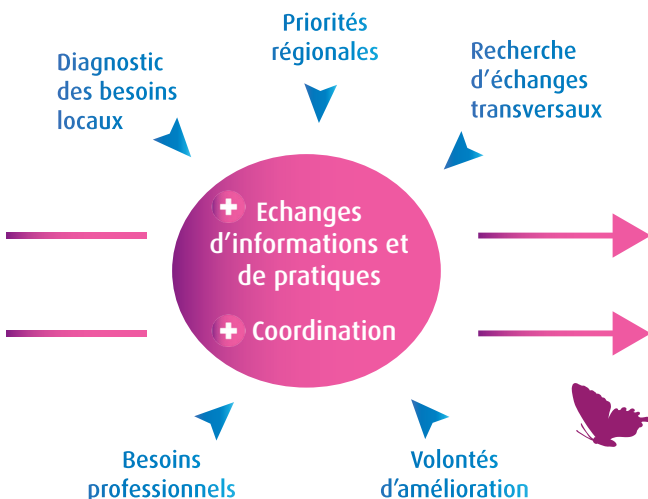 Priorités
régionales
Diagnostic
des besoins
locaux
Recherche
d'échanges
transversaux
Echanges
d'informations et
de pratiques
Coordination
Besoins
professionnels
Volontés
d'amélioration